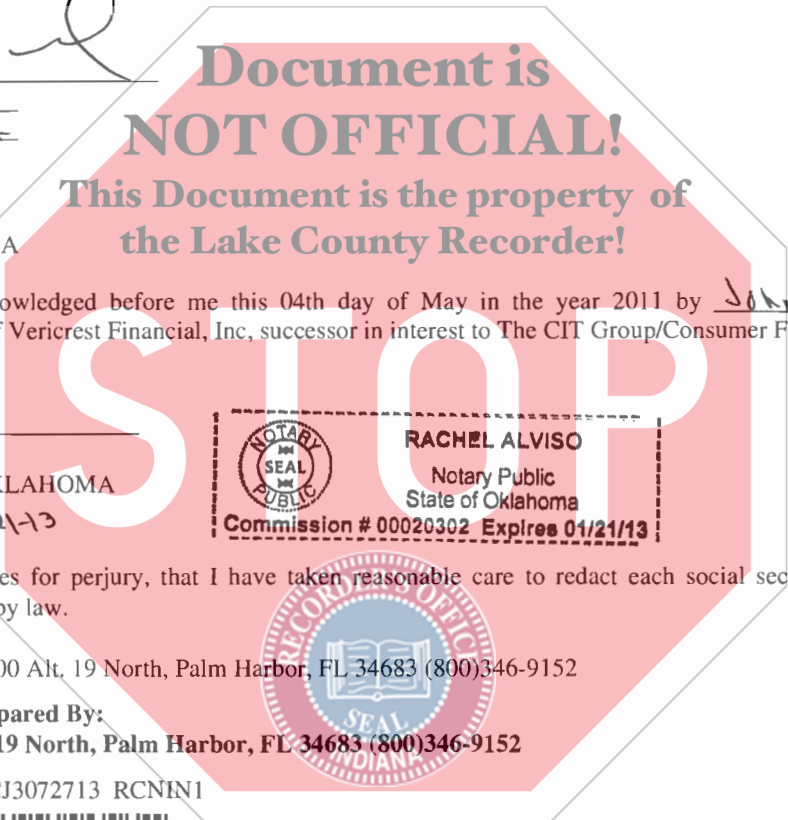 Document is
NOT OFFICIAL!
This Document is the property of
the Lake County Recorder!
A
owledged before me this 04th day of May in the year 2011 by
Vericrest Financial, Inc, successor in interest to The CIT Group/Consumer F
STOP
NOTARY
SEAL
PUBLIC
RACHEL ALVISO
Notary Public
State of Oklahoma
Commission # 00020302 Expires 01/21/13
KLAHOMA
es for perjury, that I have taken reasonable care to redact each social sec
by law.
RECORDER'S OFFICE
SEAL
INDIANA
00 Alt. 19 North, Palm Harbor, FL 34683 (800)346-9152
pared By:
19 North, Palm Harbor, FL 34683 (800)346-9152
CJ3072713 RCNIN1